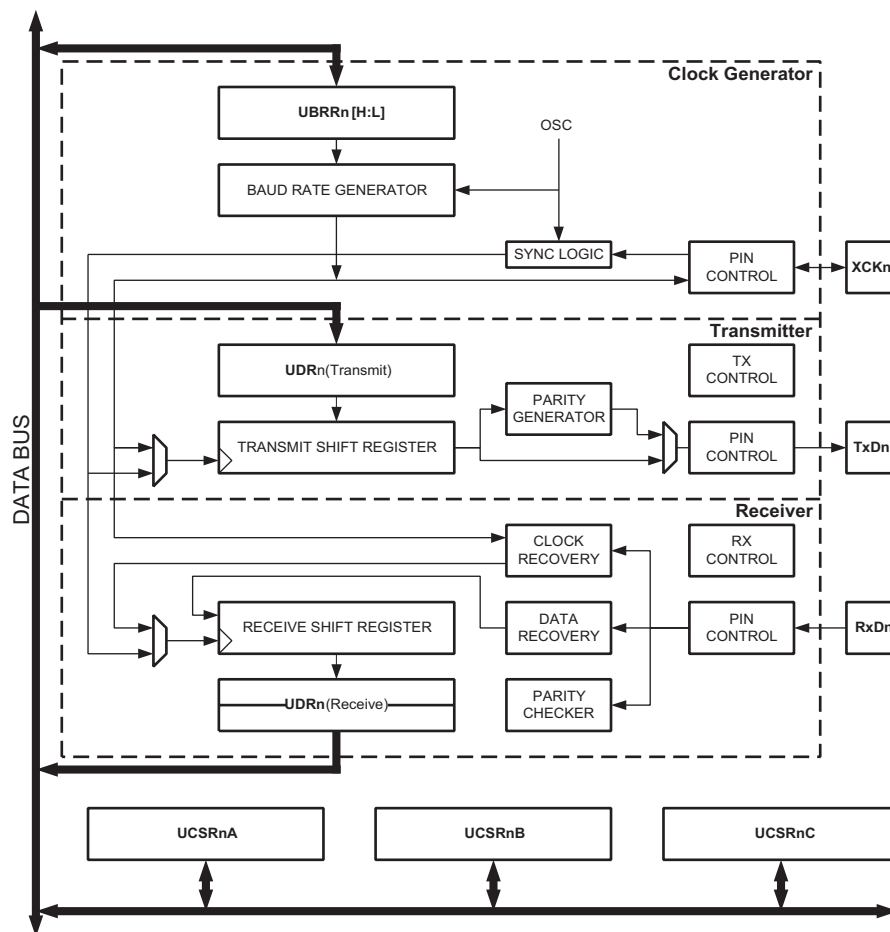 Clock Generator
UBRRn [H:L]
OSC
BAUD RATE GENERATOR
SYNC LOGIC
PIN
CONTROL
XCKn
Transmitter
UDRn(Transmit)
TX
CONTROL
PARITY
GENERATOR
TRANSMIT SHIFT REGISTER
PIN
CONTROL
TxDn
DATA BUS
Receiver
CLOCK
RECOVERY
RX
CONTROL
RECEIVE SHIFT REGISTER
DATA
RECOVERY
PIN
CONTROL
RxDn
UDRn(Receive)
PARITY
CHECKER
UCSRnA
UCSRnB
UCSRnC